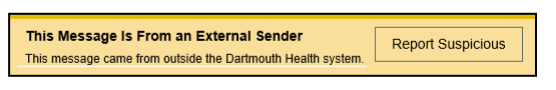 This Message Is From an External Sender
This message came from outside the Dartmouth Health system.
Report Suspicious